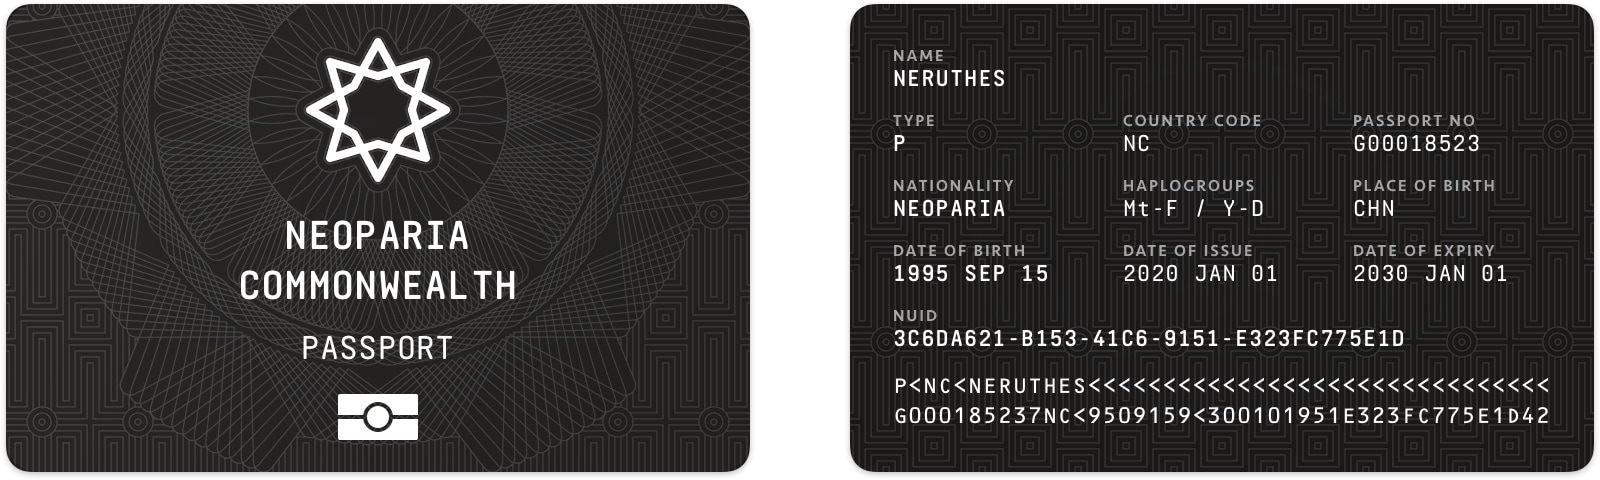 NEOPARIA
COMMONWEALTH
PASSPORT
NAME
NERUTHES
TYPE COUNTRY CODE PASSPORT NO
P NC G00018523
NATIONALITY HAPLOGROUPS PLACE OF BIRTH
NEOPARIA Mt-F / Y-D CHN
DATE OF BIRTH DATE OF ISSUE DATE OF EXPIRY
1995 SEP 15 2020 JAN 01 2030 JAN 01
NUID
3C6DA621-B153-41C6-9151-E323FC775E1D
P<NC<NERUTHES<<<<<<<<<<<<<<<<<<<<<<<<<<<<<<<
G000185237NC<9509159<300101951E323FC775E1D42